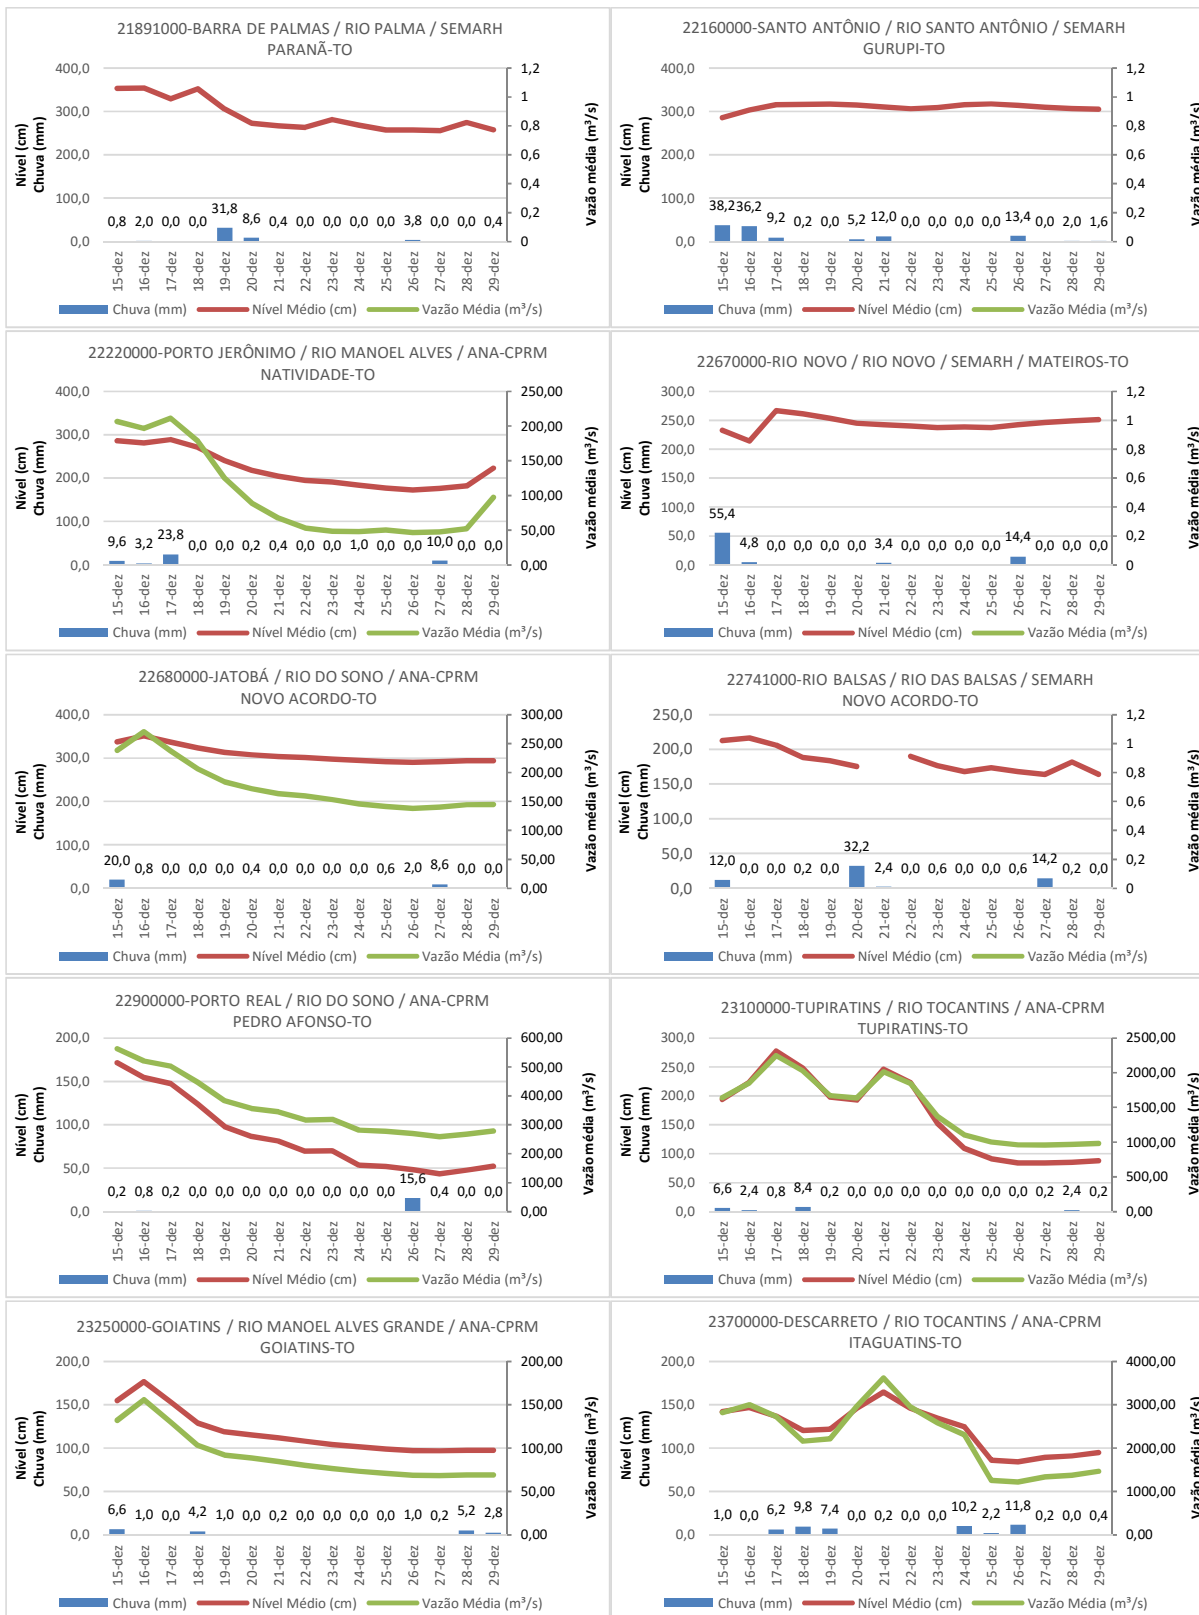 21891000-BARRA DE PALMAS / RIO PALMA / SEMARH
PARANÃ-TO
400,0
300,0
200,0
100,0
0,0
Nível (cm)
Chuva (mm)
1,2
1
0,8
0,6
0,4
0,2
0
Vazão média (m³/s)
0,8 2,0 0,0 0,0 31,8 8,6 0,4 0,0 0,0 0,0 0,0 3,8 0,0 0,0 0,4
15-dez 16-dez 17-dez 18-dez 19-dez 20-dez 21-dez 22-dez 23-dez 24-dez 25-dez 26-dez 27-dez 28-dez 29-dez
Chuva (mm) Nível Médio (cm) Vazão Média (m³/s)
22160000-SANTO ANTÔNIO / RIO SANTO ANTÔNIO / SEMARH
GURUPI-TO
400,0
300,0
200,0
100,0
0,0
Nível (cm)
Chuva (mm)
1,2
1
0,8
0,6
0,4
0,2
0
Vazão média (m³/s)
38,2 36,2 9,2 0,2 0,0 5,2 12,0 0,0 0,0 0,0 0,0 13,4 0,0 2,0 1,6
15-dez 16-dez 17-dez 18-dez 19-dez 20-dez 21-dez 22-dez 23-dez 24-dez 25-dez 26-dez 27-dez 28-dez 29-dez
Chuva (mm) Nível Médio (cm) Vazão Média (m³/s)
22220000-PORTO JERÔNIMO / RIO MANOEL ALVES / ANA-CPRM
NATIVIDADE-TO
400,0
300,0
200,0
100,0
0,0
Nível (cm)
Chuva (mm)
250,00
200,00
150,00
100,00
50,00
0,00
Vazão média (m³/s)
9,6 3,2 23,8 0,0 0,0 0,2 0,4 0,0 0,0 1,0 0,0 0,0 10,0 0,0 0,0
15-dez 16-dez 17-dez 18-dez 19-dez 20-dez 21-dez 22-dez 23-dez 24-dez 25-dez 26-dez 27-dez 28-dez 29-dez
Chuva (mm) Nível Médio (cm) Vazão Média (m³/s)
22670000-RIO NOVO / RIO NOVO / SEMARH / MATEIROS-TO
300,0
250,0
200,0
150,0
100,0
50,0
0,0
Nível (cm)
Chuva (mm)
1,2
1
0,8
0,6
0,4
0,2
0
Vazão média (m³/s)
55,4 4,8 0,0 0,0 0,0 0,0 3,4 0,0 0,0 0,0 0,0 14,4 0,0 0,0 0,0
15-dez 16-dez 17-dez 18-dez 19-dez 20-dez 21-dez 22-dez 23-dez 24-dez 25-dez 26-dez 27-dez 28-dez 29-dez
Chuva (mm) Nível Médio (cm) Vazão Média (m³/s)
22680000-JATOBÁ / RIO DO SONO / ANA-CPRM
NOVO ACORDO-TO
400,0
300,0
200,0
100,0
0,0
Nível (cm)
Chuva (mm)
300,00
250,00
200,00
150,00
100,00
50,00
0,00
Vazão média (m³/s)
20,0 0,8 0,0 0,0 0,0 0,4 0,0 0,0 0,0 0,0 0,6 2,0 8,6 0,0 0,0
15-dez 16-dez 17-dez 18-dez 19-dez 20-dez 21-dez 22-dez 23-dez 24-dez 25-dez 26-dez 27-dez 28-dez 29-dez
Chuva (mm) Nível Médio (cm) Vazão Média (m³/s)
22741000-RIO BALSAS / RIO DAS BALSAS / SEMARH
NOVO ACORDO-TO
250,0
200,0
150,0
100,0
50,0
0,0
Nível (cm)
Chuva (mm)
1,2
1
0,8
0,6
0,4
0,2
0
Vazão média (m³/s)
12,0 0,0 0,0 0,2 0,0 32,2 2,4 0,0 0,6 0,0 0,0 0,6 14,2 0,2 0,0
15-dez 16-dez 17-dez 18-dez 19-dez 20-dez 21-dez 22-dez 23-dez 24-dez 25-dez 26-dez 27-dez 28-dez 29-dez
Chuva (mm) Nível Médio (cm) Vazão Média (m³/s)
22900000-PORTO REAL / RIO DO SONO / ANA-CPRM
PEDRO AFONSO-TO
200,0
150,0
100,0
50,0
0,0
Nível (cm)
Chuva (mm)
600,00
500,00
400,00
300,00
200,00
100,00
0,00
Vazão média (m³/s)
0,2 0,8 0,2 0,0 0,0 0,0 0,0 0,0 0,0 0,0 0,0 15,6 0,4 0,0 0,0
15-dez 16-dez 17-dez 18-dez 19-dez 20-dez 21-dez 22-dez 23-dez 24-dez 25-dez 26-dez 27-dez 28-dez 29-dez
Chuva (mm) Nível Médio (cm) Vazão Média (m³/s)
23100000-TUPIRATINS / RIO TOCANTINS / ANA-CPRM
TUPIRATINS-TO
300,0
250,0
200,0
150,0
100,0
50,0
0,0
Nível (cm)
Chuva (mm)
2500,00
2000,00
1500,00
1000,00
500,00
0,00
Vazão média (m³/s)
6,6 2,4 0,8 8,4 0,2 0,0 0,0 0,0 0,0 0,0 0,0 0,0 0,2 2,4 0,2
15-dez 16-dez 17-dez 18-dez 19-dez 20-dez 21-dez 22-dez 23-dez 24-dez 25-dez 26-dez 27-dez 28-dez 29-dez
Chuva (mm) Nível Médio (cm) Vazão Média (m³/s)
23250000-GOIATINS / RIO MANOEL ALVES GRANDE / ANA-CPRM
GOIATINS-TO
200,0
150,0
100,0
50,0
0,0
Nível (cm)
Chuva (mm)
200,00
150,00
100,00
50,00
0,00
Vazão média (m³/s)
6,6 1,0 0,0 4,2 1,0 0,0 0,2 0,0 0,0 0,0 0,0 1,0 0,2 5,2 2,8
15-dez 16-dez 17-dez 18-dez 19-dez 20-dez 21-dez 22-dez 23-dez 24-dez 25-dez 26-dez 27-dez 28-dez 29-dez
Chuva (mm) Nível Médio (cm) Vazão Média (m³/s)
23700000-DESCARRETO / RIO TOCANTINS / ANA-CPRM
ITAGUATINS-TO
200,0
150,0
100,0
50,0
0,0
Nível (cm)
Chuva (mm)
4000,00
3000,00
2000,00
1000,00
0,00
Vazão média (m³/s)
1,0 0,0 6,2 9,8 7,4 0,0 0,2 0,0 0,0 10,2 2,2 11,8 0,2 0,0 0,4
15-dez 16-dez 17-dez 18-dez 19-dez 20-dez 21-dez 22-dez 23-dez 24-dez 25-dez 26-dez 27-dez 28-dez 29-dez
Chuva (mm) Nível Médio (cm) Vazão Média (m³/s)